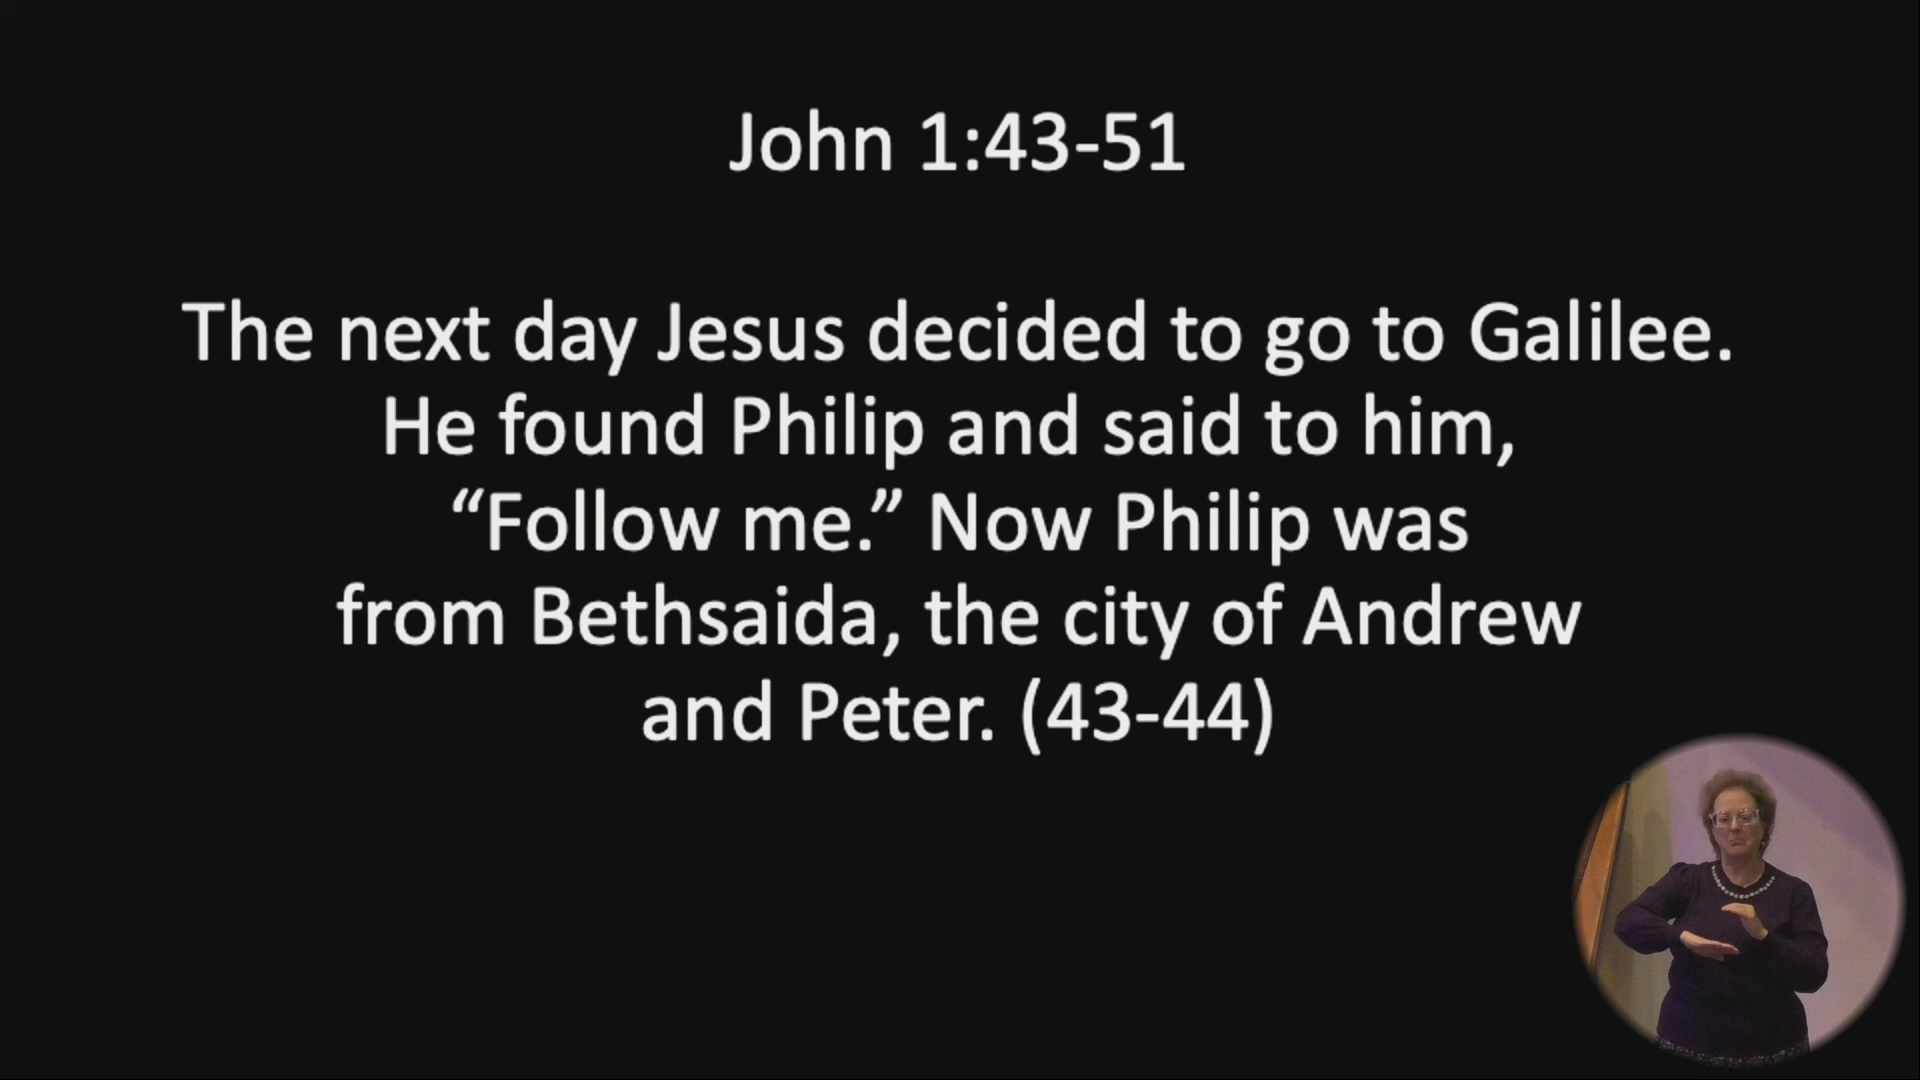 John 1:43-51
The next day Jesus decided to go to Galilee.
He found Philip and said to him,
“Follow me.” Now Philip was
from Bethsaida, the city of Andrew
and Peter. (43-44)